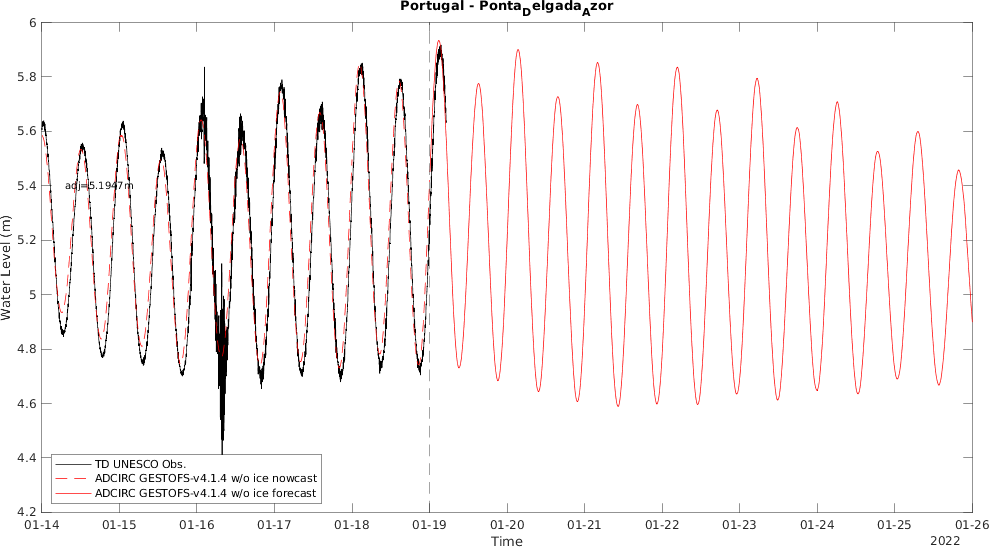 Portugal - PontaDelgadaAzor
6
5.8
5.6
5.4
5.2
5
4.8
4.6
4.4
4.2
Water Level (m)
adj=5.1947m
TD UNESCO Obs.
ADCIRC GESTOFS-v4.1.4 w/o ice nowcast
ADCIRC GESTOFS-v4.1.4 w/o ice forecast
01-14 01-15 01-16 01-17 01-18 01-19 01-20 01-21 01-22 01-23 01-24 01-25 01-26
Time
2022